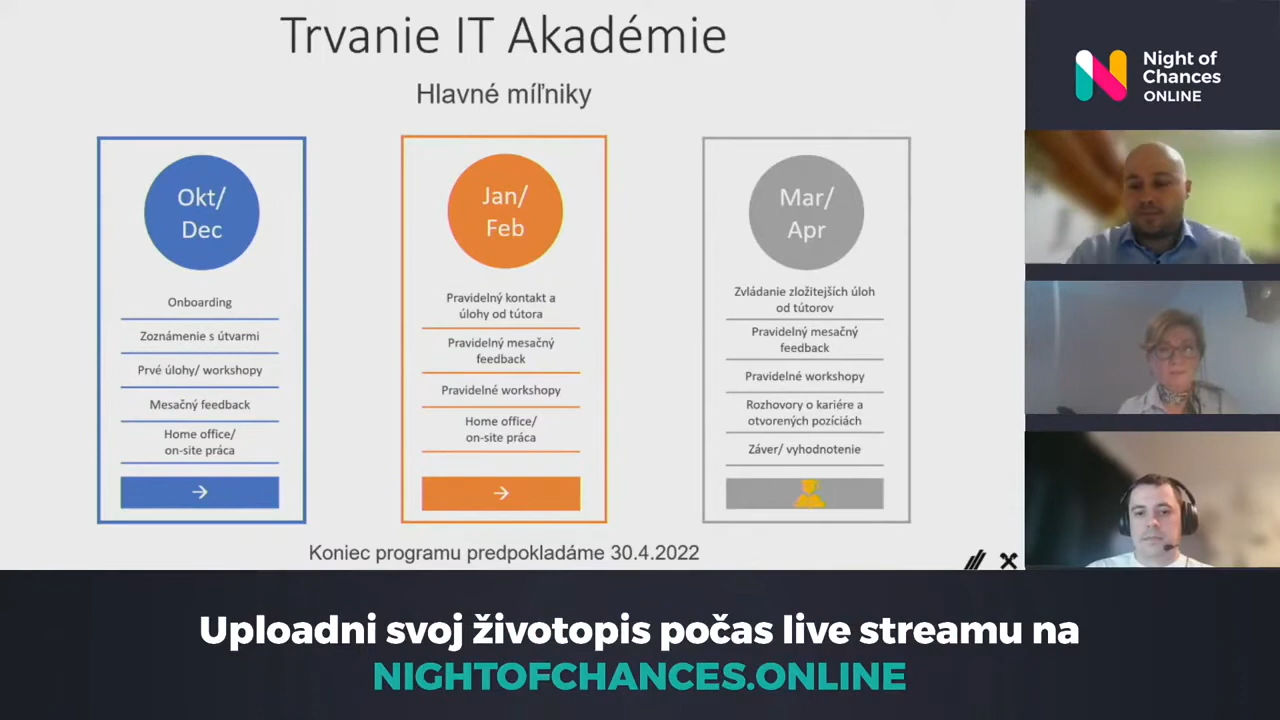 Trvanie IT Akadémie
Hlavné míľniky
Okt/
Dec
Onboarding
Zoznámenie s útvarmi
Prvé úlohy/ workshopy
Mesačný feedback
Home office/
on-site práca
Jan/
Feb
Pravidelný kontakt a
úlohy od tútora
Pravidelný mesačný
feedback
Pravidelné workshopy
Home office/
on-site práca
Mar/
Apr
Zvládanie zložitejších úloh
od tútorov
Pravidelný mesačný
feedback
Pravidelné workshopy
Rozhovory o kariére a
otvorených pozíciách
Záver/ vyhodnotenie
Koniec programu predpokladáme 30.4.2022
Night of
Chances
ONLINE
Uploadni svoj životopis počas live streamu na
NIGHTOFCHANCES.ONLINE